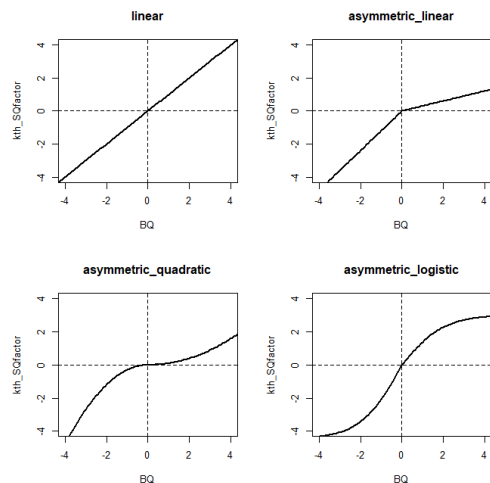 linear
kth_SQfactor
4
2
0
-2
-4
-4 -2 0 2 4
BQ
asymmetric_linear
kth_SQfactor
4
2
0
-2
-4
-4 -2 0 2 4
BQ
asymmetric_quadratic
kth_SQfactor
4
2
0
-2
-4
-4 -2 0 2 4
BQ
asymmetric_logistic
kth_SQfactor
4
2
0
-2
-4
-4 -2 0 2 4
BQ